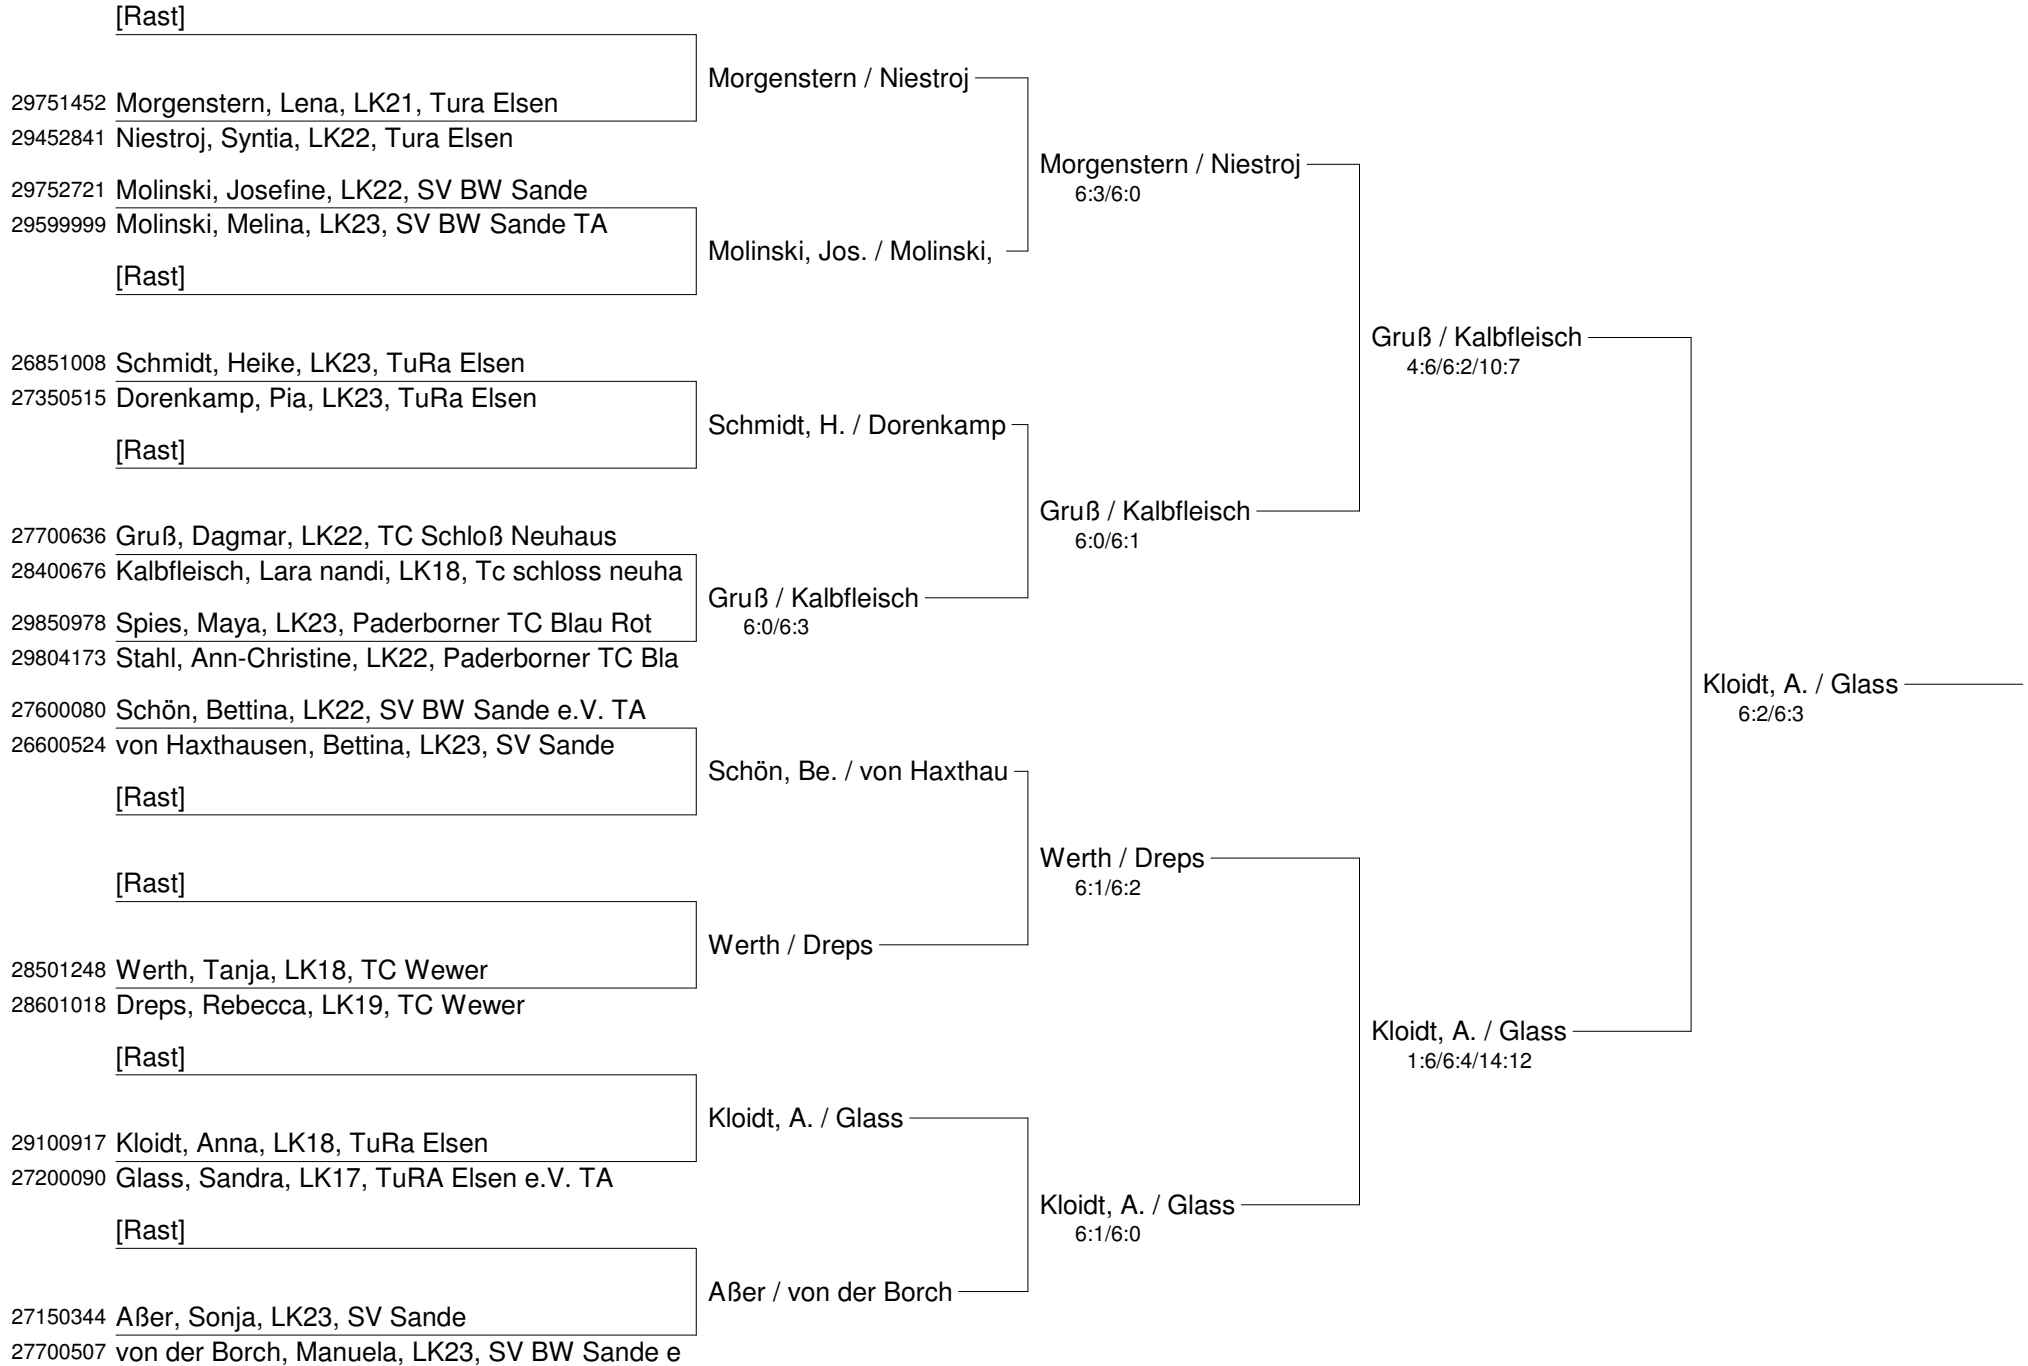 [Rast]
29751452 Morgenstern, Lena, LK21, Tura Elsen
29452841 Niestroj, Syntia, LK22, Tura Elsen
29752721 Molinski, Josefine, LK22, SV BW Sande
29599999 Molinski, Melina, LK23, SV BW Sande TA
[Rast]
26851008 Schmidt, Heike, LK23, TuRa Elsen
27350515 Dorenkamp, Pia, LK23, TuRa Elsen
[Rast]
27700636 Gruß, Dagmar, LK22, TC Schloß Neuhaus
28400676 Kalbfleisch, Lara nandi, LK18, Tc schloss neuha
29850978 Spies, Maya, LK23, Paderborner TC Blau Rot
29804173 Stahl, Ann-Christine, LK22, Paderborner TC Bla
27600080 Schön, Bettina, LK22, SV BW Sande e.V. TA
26600524 von Haxthausen, Bettina, LK23, SV Sande
[Rast]
[Rast]
28501248 Werth, Tanja, LK18, TC Wewer
28601018 Dreps, Rebecca, LK19, TC Wewer
[Rast]
29100917 Kloidt, Anna, LK18, TuRa Elsen
27200090 Glass, Sandra, LK17, TuRA Elsen e.V. TA
[Rast]
27150344 Aßer, Sonja, LK23, SV Sande
27700507 von der Borch, Manuela, LK23, SV BW Sande e
Morgenstern / Niestroj
Molinski, Jos. / Molinski,
Schmidt, H. / Dorenkamp
Gruß / Kalbfleisch
6:0/6:3
Schön, Be. / von Haxthau
Werth / Dreps
Kloidt, A. / Glass
Aßer / von der Borch
Morgenstern / Niestroj
6:3/6:0
Gruß / Kalbfleisch
6:0/6:1
Werth / Dreps
6:1/6:2
Kloidt, A. / Glass
6:1/6:0
Gruß / Kalbfleisch
4:6/6:2/10:7
Kloidt, A. / Glass
1:6/6:4/14:12
Kloidt, A. / Glass
6:2/6:3